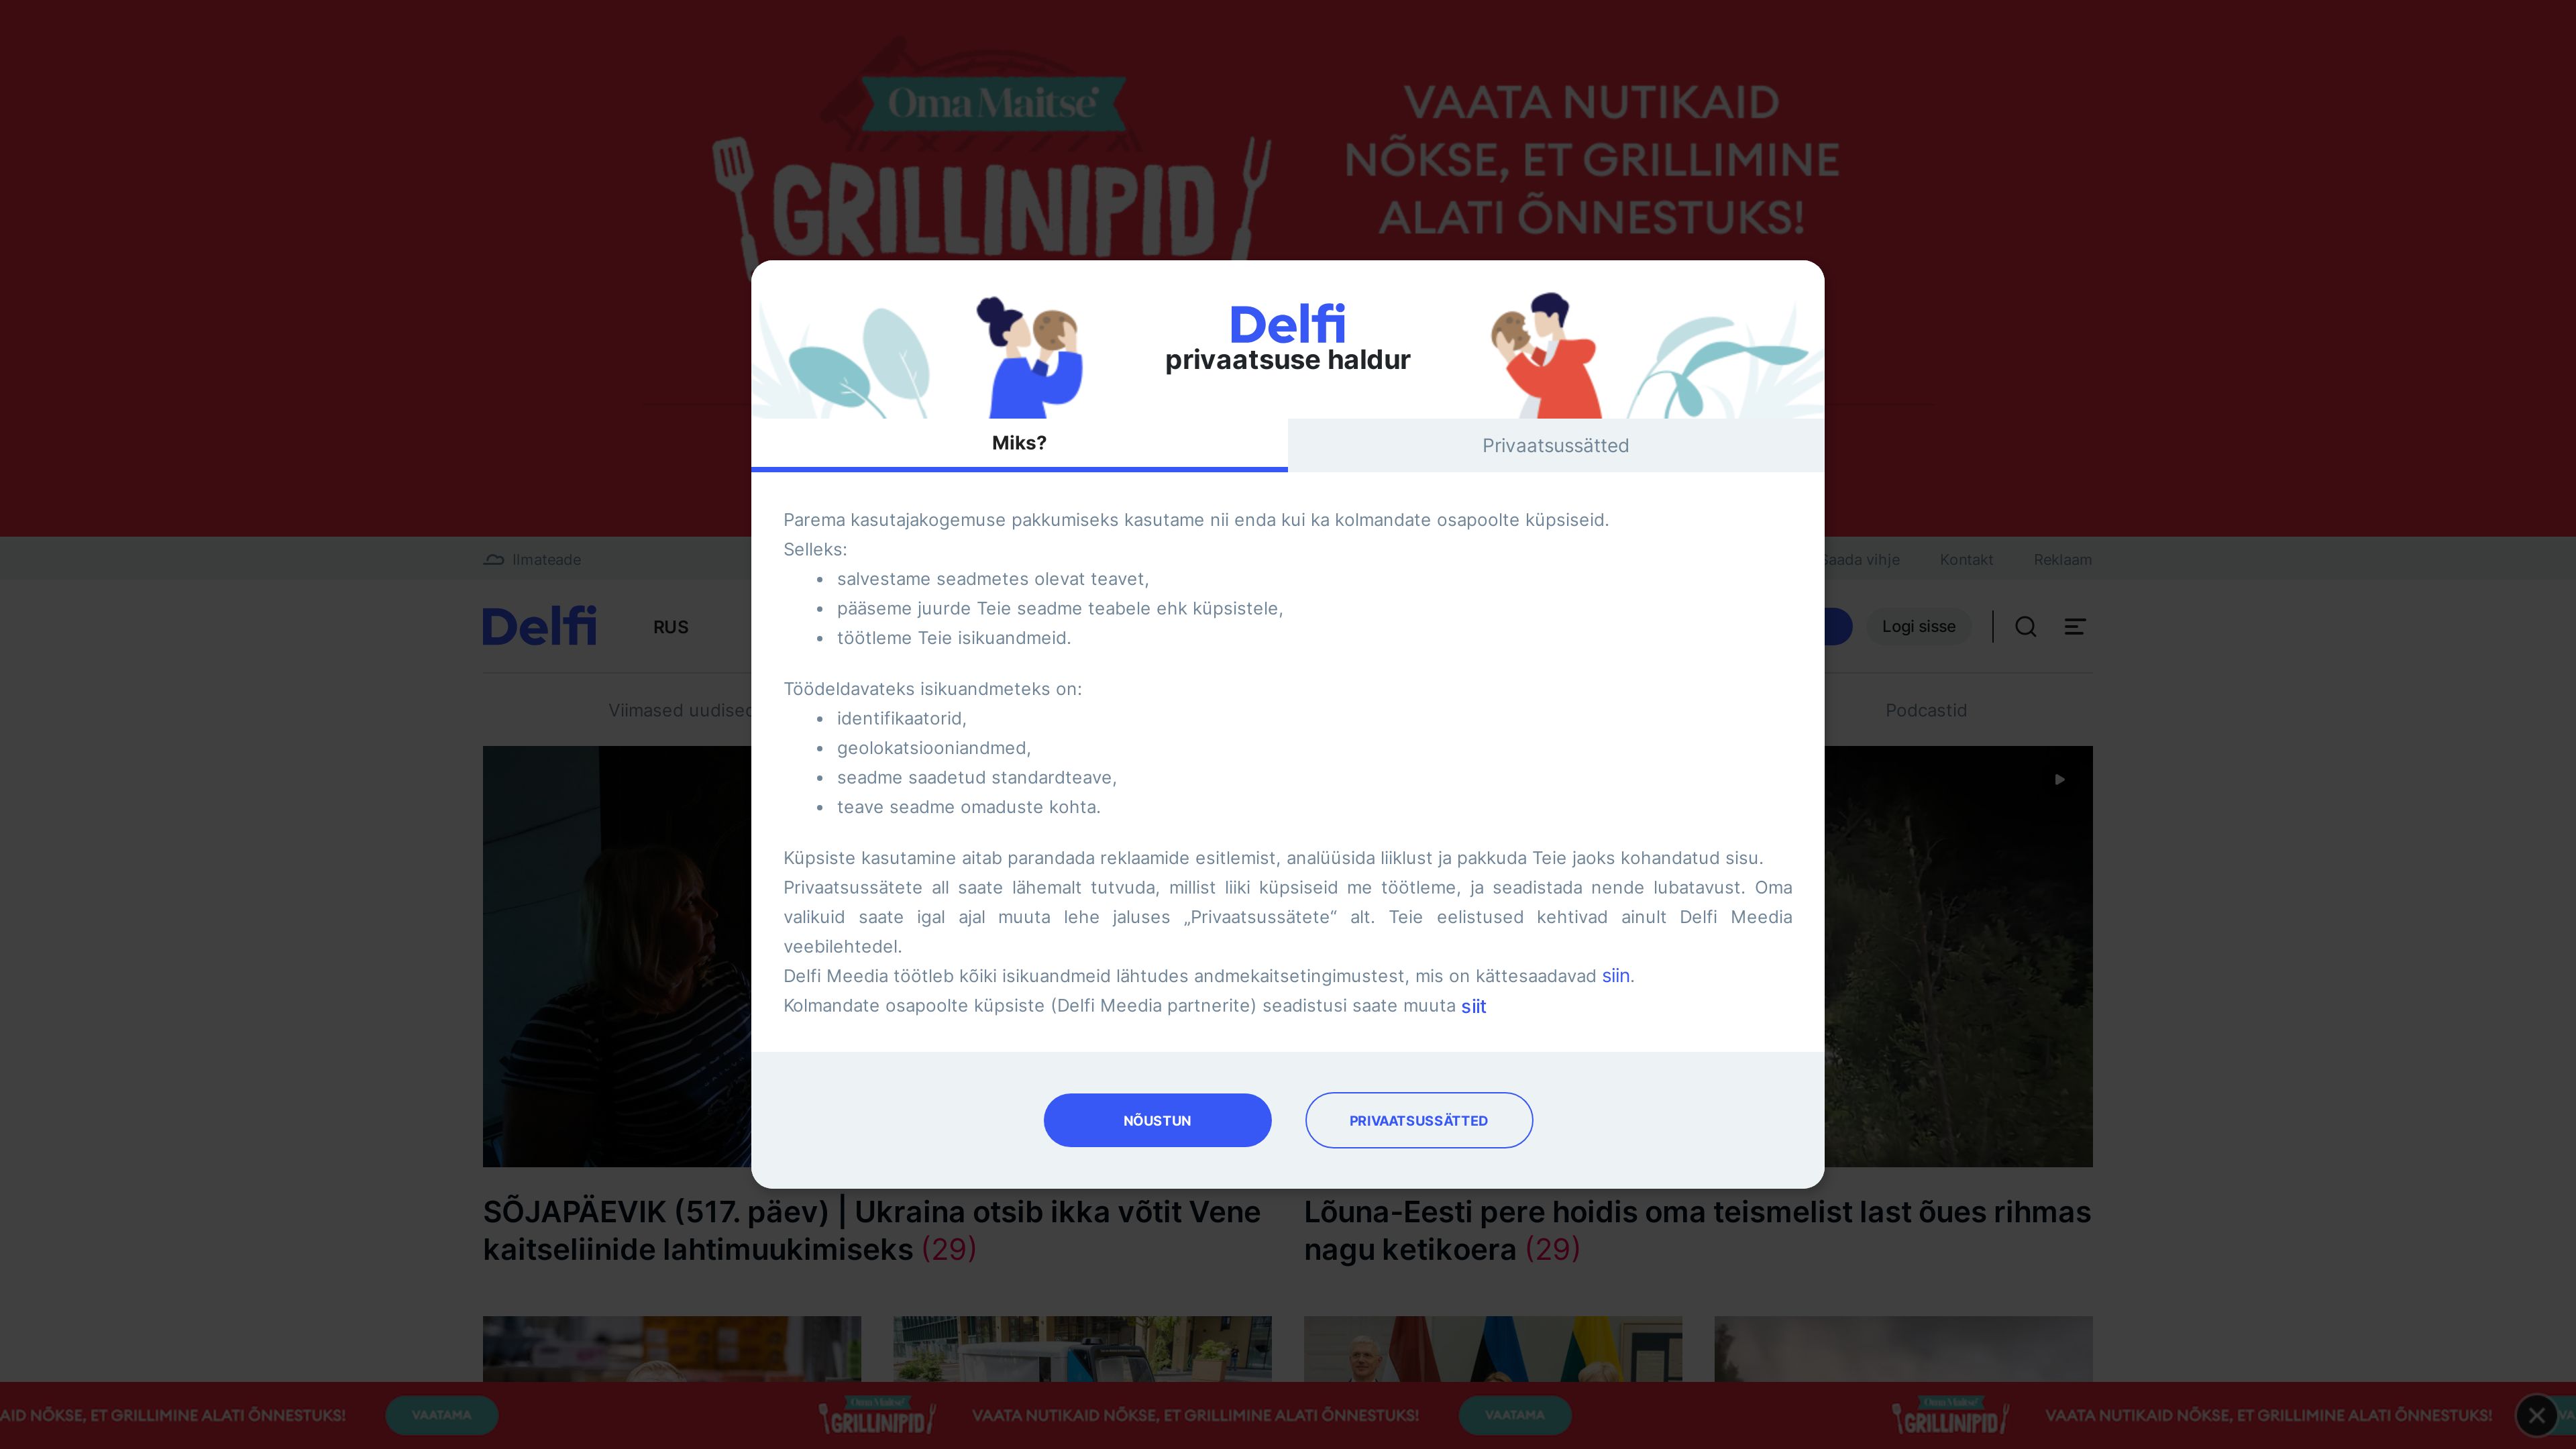 Oma Maitse
GRILLINIPID
VAATA NUTIKAID
NÕKSE, ET GRILLIMINE
ALATI ÕNNESTUKS!
Delfi
privaatsuse haldur
Miks?
Privaatsussätted
Parema kasutajakogemuse pakkumiseks kasutame nii enda kui ka kolmandate osapoolte küpsiseid.
Selleks:
• salvestame seadmetes olevat teavet,
• pääseme juurde Teie seadme teabele ehk küpsistele,
• töötleme Teie isikuandmeid.
Töödeldavateks isikuandmeteks on:
• identifikaatorid,
• geolokatsiooniandmed,
• seadme saadetud standardteave,
• teave seadme omaduste kohta.
Küpsiste kasutamine aitab parandada reklaamide esitlemist, analüüsida liiklust ja pakkuda Teie jaoks kohandatud sisu.
Privaatsussätete all saate lähemalt tutvuda, millist liiki küpsiseid me töötleme, ja seadistada nende lubatavust. Oma
valikuid saate igal ajal muuta lehe jaluses „Privaatsussätete“ alt. Teie eelistused kehtivad ainult Delfi Meedia
veebilehtedel.
Delfi Meedia töötleb kõiki isikuandmeid lähtudes andmekaitsetingimustest, mis on kättesaadavad siin.
Kolmandate osapoolte küpsiste (Delfi Meedia partnerite) seadistusi saate muuta siit
NÕUSTUN
PRIVAATSUSSÄTTED
Ilmateade
Saada vihje
Kontakt
Reklaam
Delfi
RUS
Logi sisse
Viimased uudised
Podcastid
SÕJAPÄEVIK (517. päev) | Ukraina otsib ikka võtit Vene
kaitseliinide lahtimuukimiseks (29)
Lõuna-Eesti pere hoidis oma teismelist last õues rihmas
nagu ketikoera (29)
AID NÕKSE, ET GRILLIMINE ALATI ÕNNESTUKS!
VAATAMA
Oma Maitse
GRILLINIPID
VAATA NUTIKAID NÕKSE, ET GRILLIMINE ALATI ÕNNESTUKS!
VAATAMA
Oma Maitse
GRILLINIPID
VAATA NUTIKAID NÕKSE, ET GRILLIMINE ALATI ÕNNESTUKS!